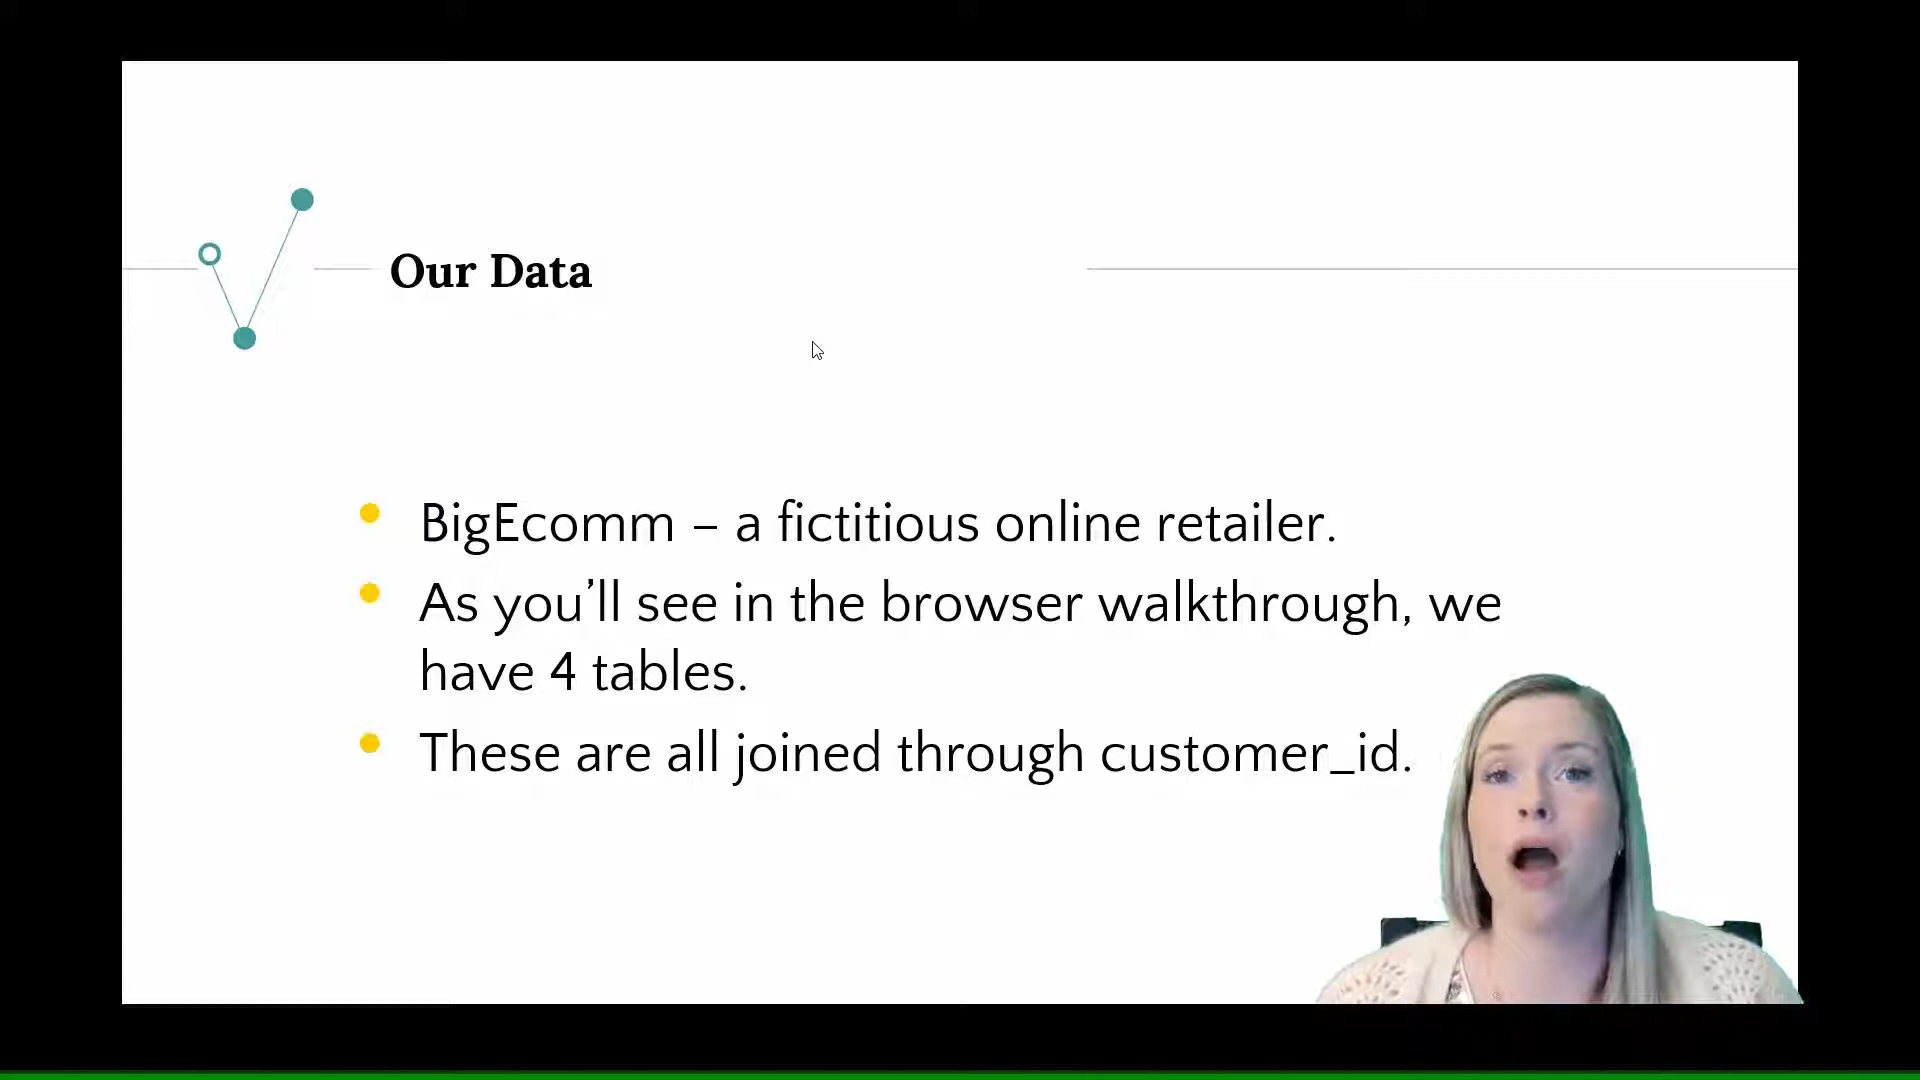 Our Data
BigEcomm – a fictitious online retailer.
As you’ll see in the browser walkthrough, we
have 4 tables.
These are all joined through customer_id.